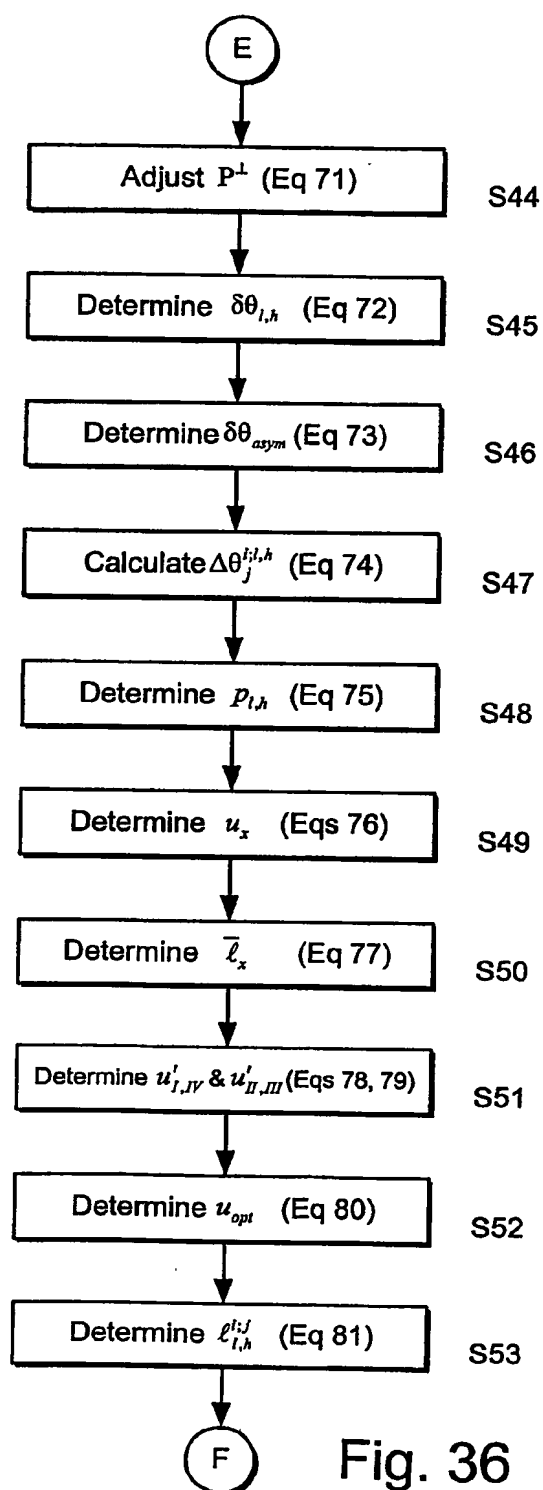 E
Adjust P⊥ (Eq 71)
S44
Determine δθ_{l,h} (Eq 72)
S45
Determine δθ_{asym} (Eq 73)
S46
Calculate Δθ_j^{i;l,h} (Eq 74)
S47
Determine p_{l,h} (Eq 75)
S48
Determine u_x (Eqs 76)
S49
Determine ℓ̅_x (Eq 77)
S50
Determine u'_{I,IV} & u'_{II,III} (Eqs 78, 79)
S51
Determine u_{opt} (Eq 80)
S52
Determine ℓ_{l,h}^{i;j} (Eq 81)
S53
F
Fig. 36